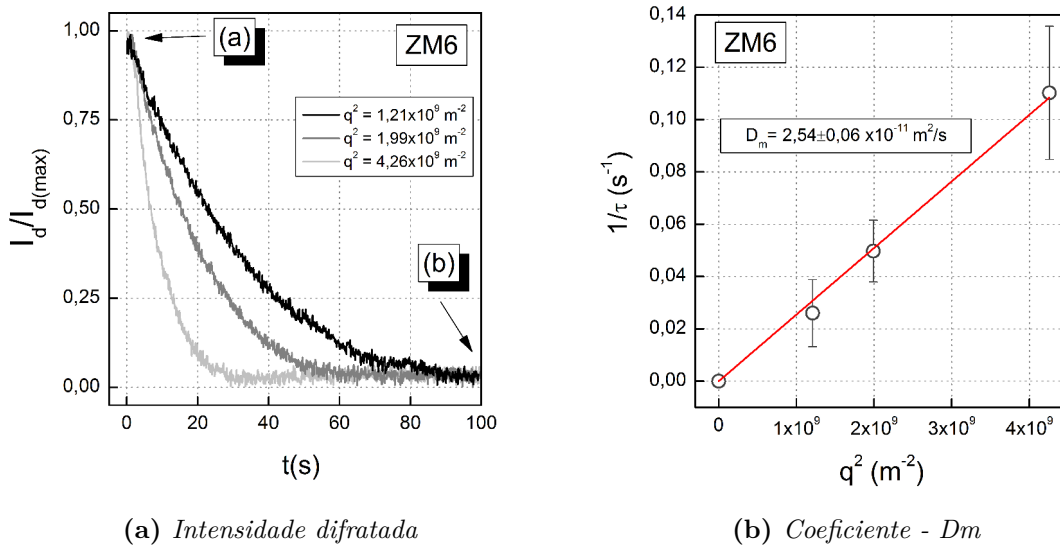 1,00
0,75
0,50
0,25
0,00
I_d/I_d(max)
(a)
ZM6
q² = 1,21x10⁹ m⁻²
q² = 1,99x10⁹ m⁻²
q² = 4,26x10⁹ m⁻²
(b)
0 20 40 60 80 100
t(s)
(a) Intensidade difratada
0,14
0,12
0,10
0,08
0,06
0,04
0,02
0,00
1/τ (s⁻¹)
ZM6
D_m = 2,54±0,06 x10⁻¹¹ m²/s
0 1x10⁹ 2x10⁹ 3x10⁹ 4x10⁹
q² (m⁻²)
(b) Coeficiente - Dm